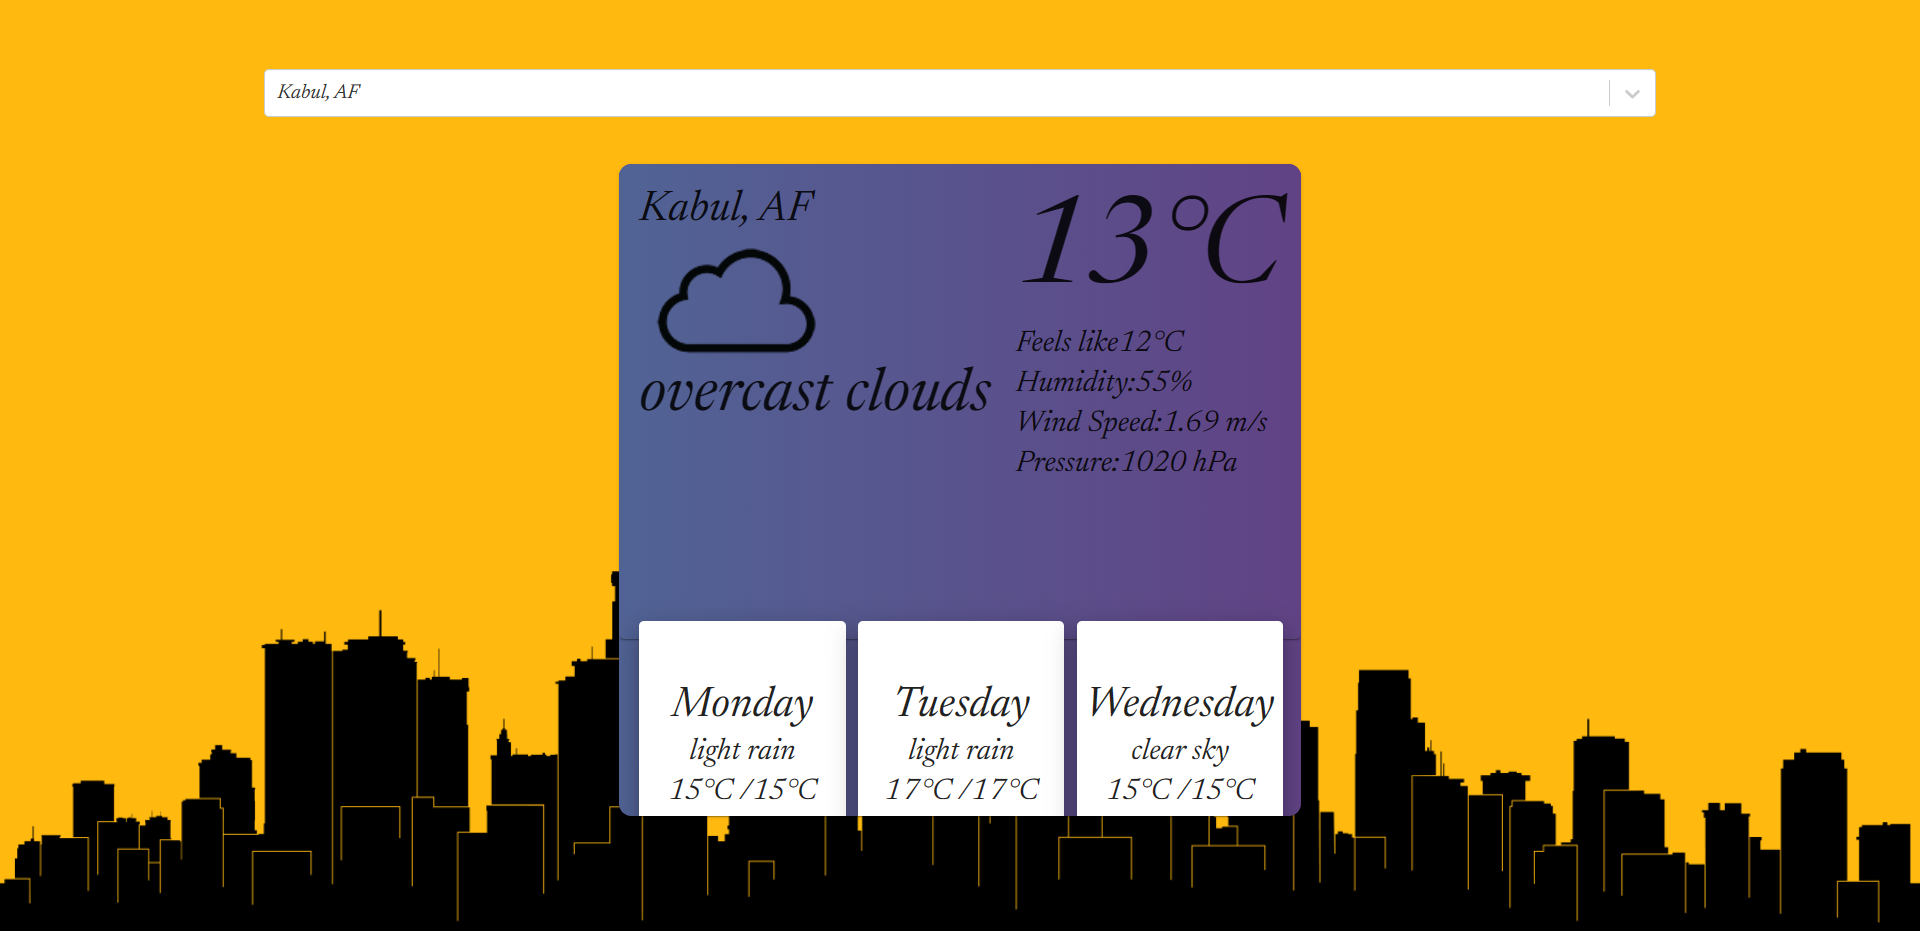 Kabul, AF
Kabul, AF
13°C
overcast clouds
Feels like12°C
Humidity:55%
Wind Speed:1.69 m/s
Pressure:1020 hPa
Monday
light rain
15°C /15°C
Tuesday
light rain
17°C /17°C
Wednesday
clear sky
15°C /15°C